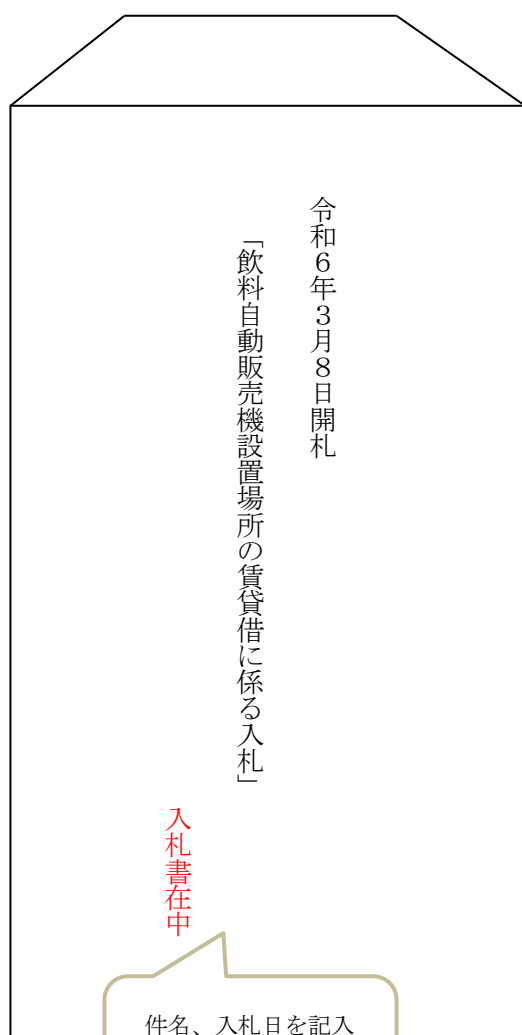 令和６年３月８日開札
「飲料自動販売機設置場所の賃貸借に係る入札」
入札書在中
件名、入札日を記入